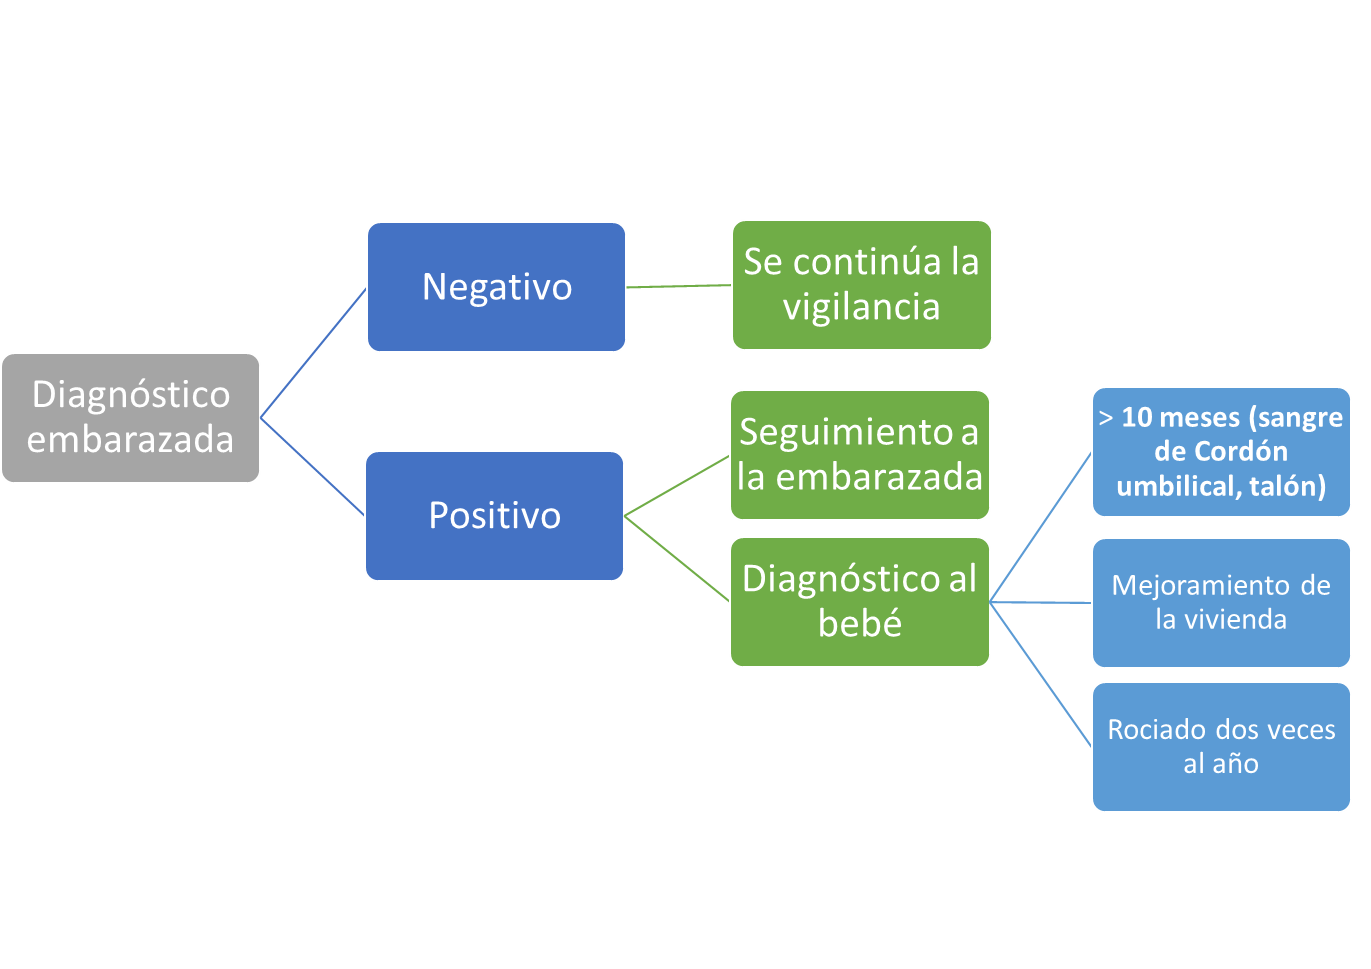 Diagnóstico
embarazada
Negativo
Se continúa la
vigilancia
Positivo
Seguimiento a
la embarazada
Diagnóstico al
bebé
> 10 meses (sangre
de Cordón
umbilical, talón)
Mejoramiento de
la vivienda
Rociado dos veces
al año